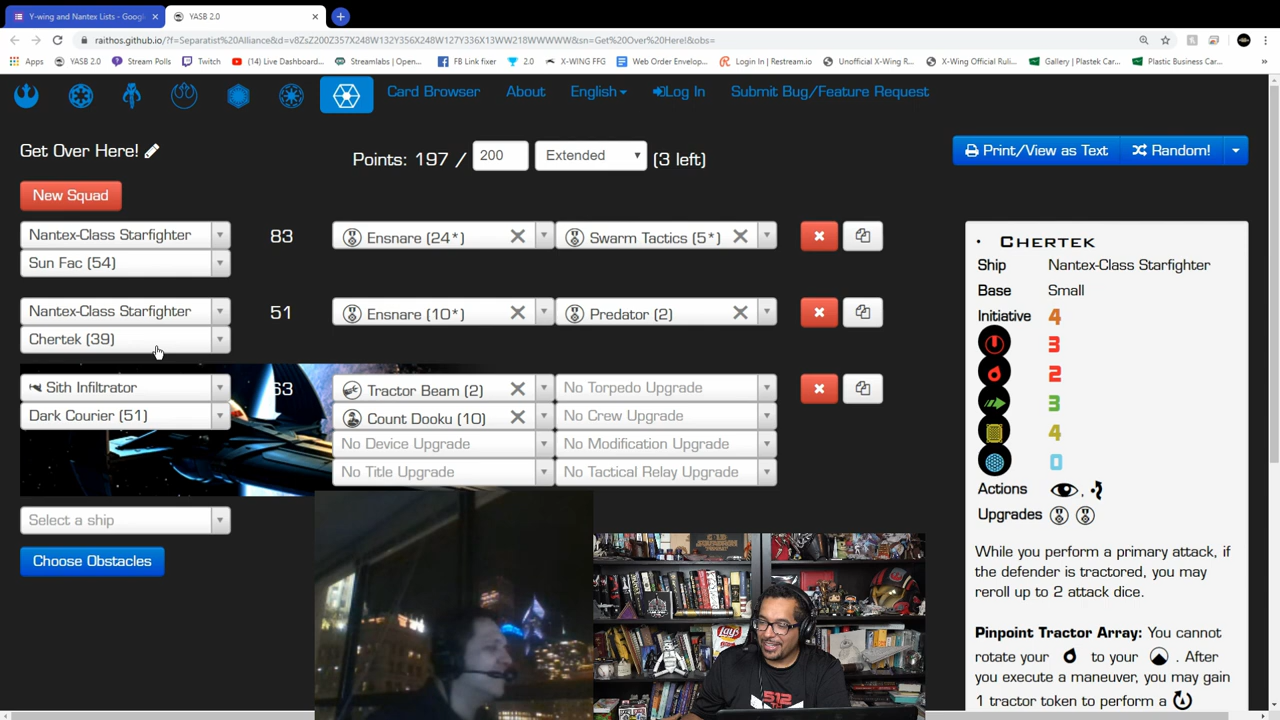 Y-wing and Nantex Lists - Googl
YASB 2.0
raithos.github.io/?f=Separatist%20Alliance&d=v8ZsZ200Z357X248W132Y356X248W127Y336X13WW218WWWWW&sn=Get%20Over%20Here!&obs=
Apps YASB 2.0 Stream Polls Twitch (14) Live Dashboard... Streamlabs | Open... FB Link fixer 2.0 X-WING FFG Web Order Envelop... Login In | Restream.io Unofficial X-Wing R... X-Wing Official Ruli... Gallery | Plastek Car... Plastic Business Car...
Card Browser About English Log In Submit Bug/Feature Request
Get Over Here!
Points: 197 / 200 Extended (3 left)
Print/View as Text Random!
New Squad
Nantex-Class Starfighter 83 Ensnare (24*) Swarm Tactics (5*)
Sun Fac (54)
Nantex-Class Starfighter 51 Ensnare (10*) Predator (2)
Chertek (39)
Sith Infiltrator 63 Tractor Beam (2) No Torpedo Upgrade
Dark Courier (51) Count Dooku (10) No Crew Upgrade
No Device Upgrade No Modification Upgrade
No Title Upgrade No Tactical Relay Upgrade
Select a ship
Choose Obstacles
· Chertek
Ship Nantex-Class Starfighter
Base Small
Initiative 4
3
2
3
4
0
Actions ,
Upgrades
While you perform a primary attack, if
the defender is tractored, you may
reroll up to 2 attack dice.
Pinpoint Tractor Array: You cannot
rotate your to your . After
you execute a maneuver, you may gain
1 tractor token to perform a
Lay's
512